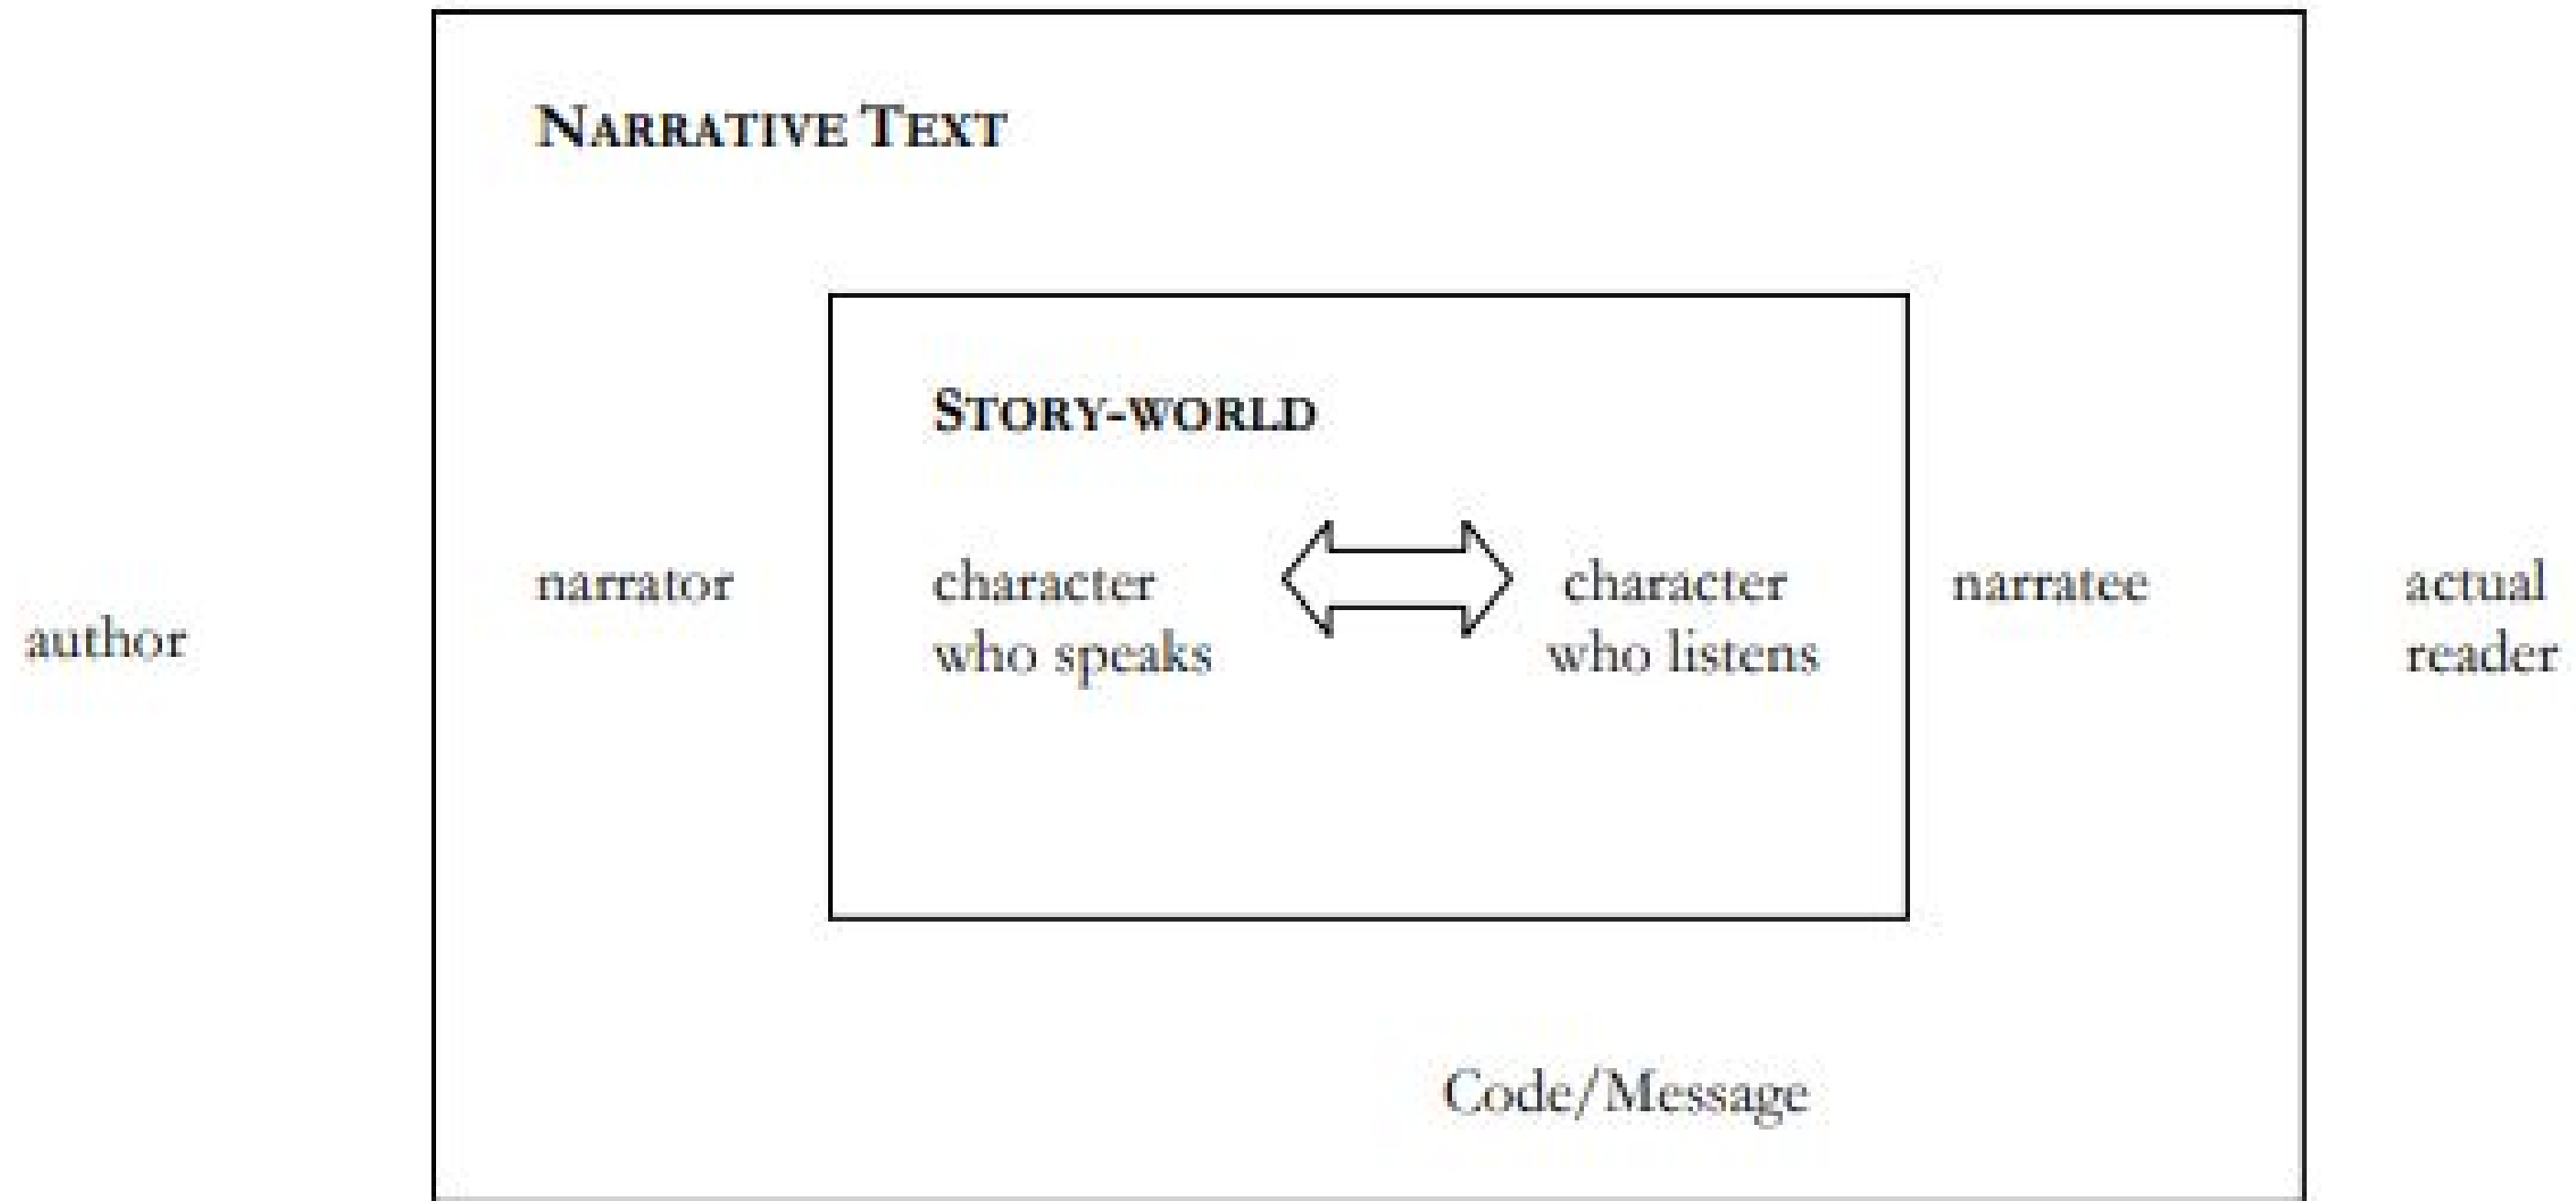 NARRATIVE TEXT
STORY-WORLD
author
narrator
character
who speaks
character
who listens
narratee
actual
reader
Code/Message